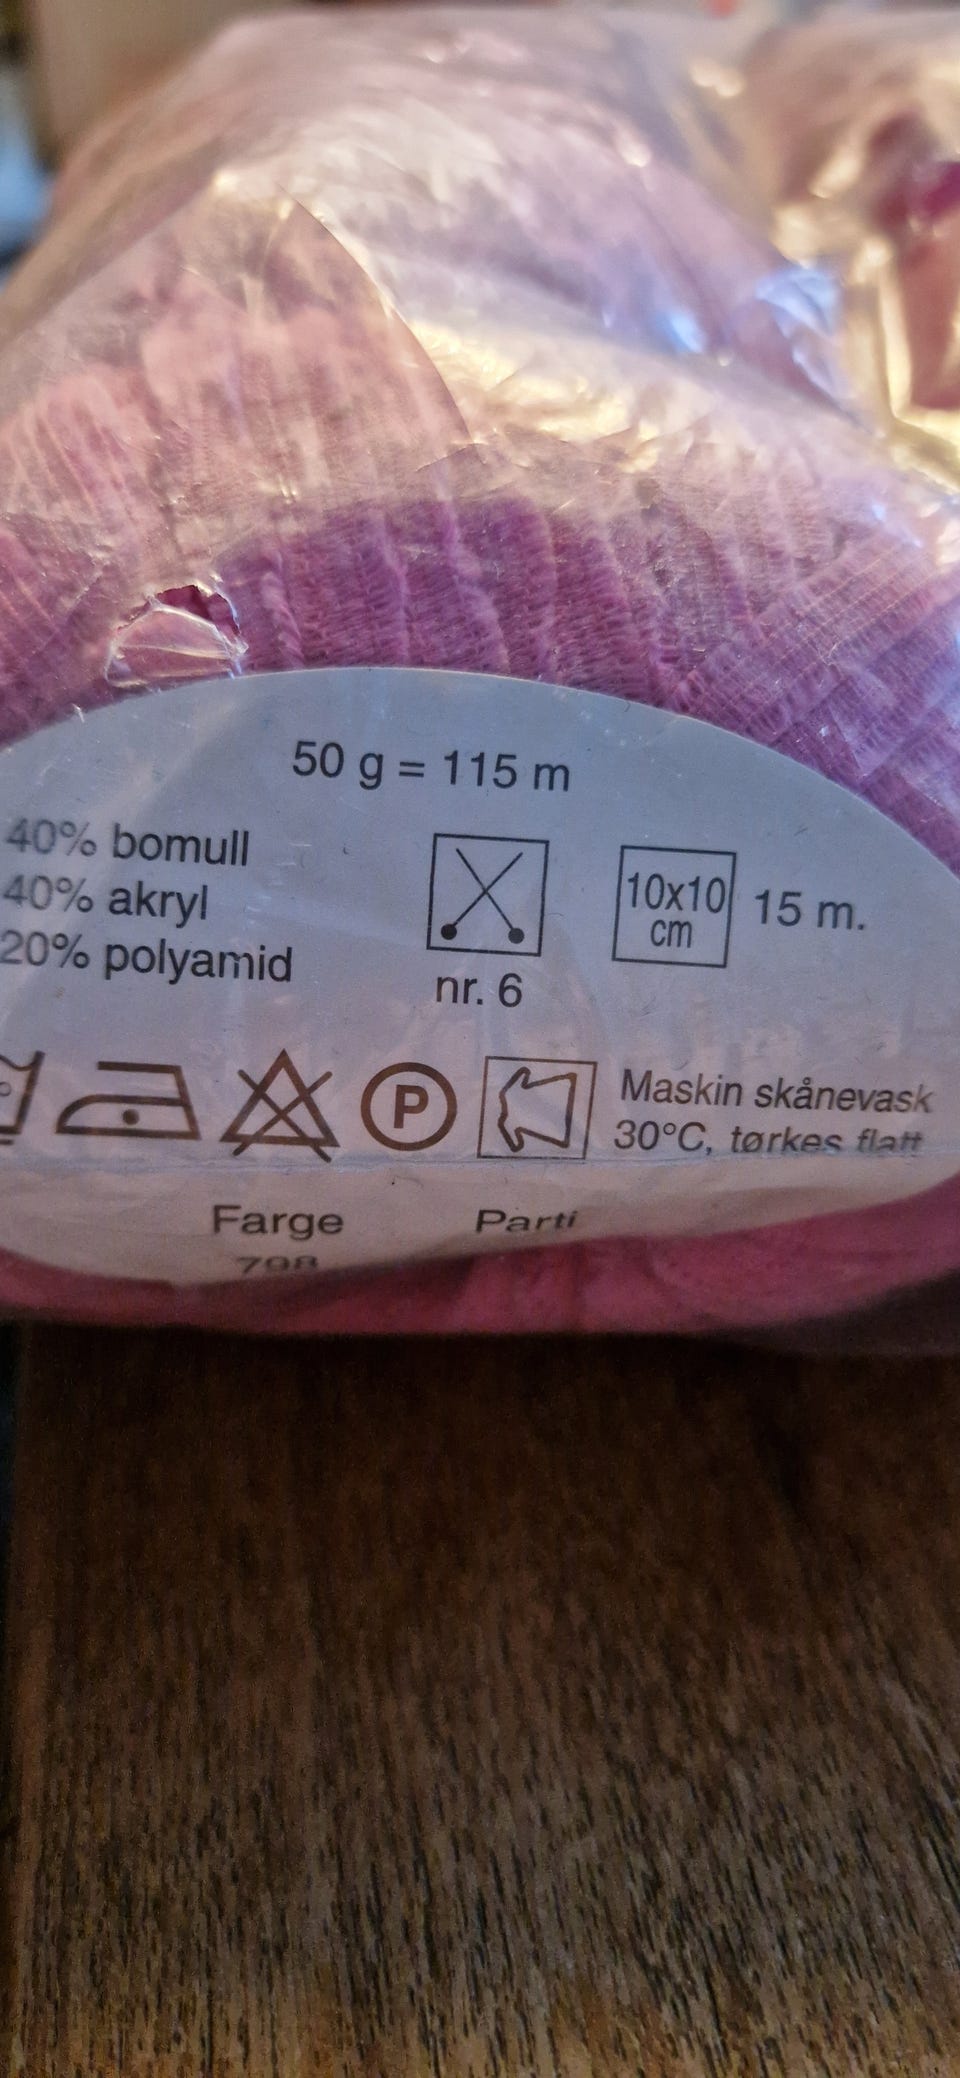 50 g = 115 m
40% bomull
40% akryl
20% polyamid
nr. 6
10x10
cm
15 m.
P
Maskin skånevask
30°C, tørkes flatt
Farge
798
Parti